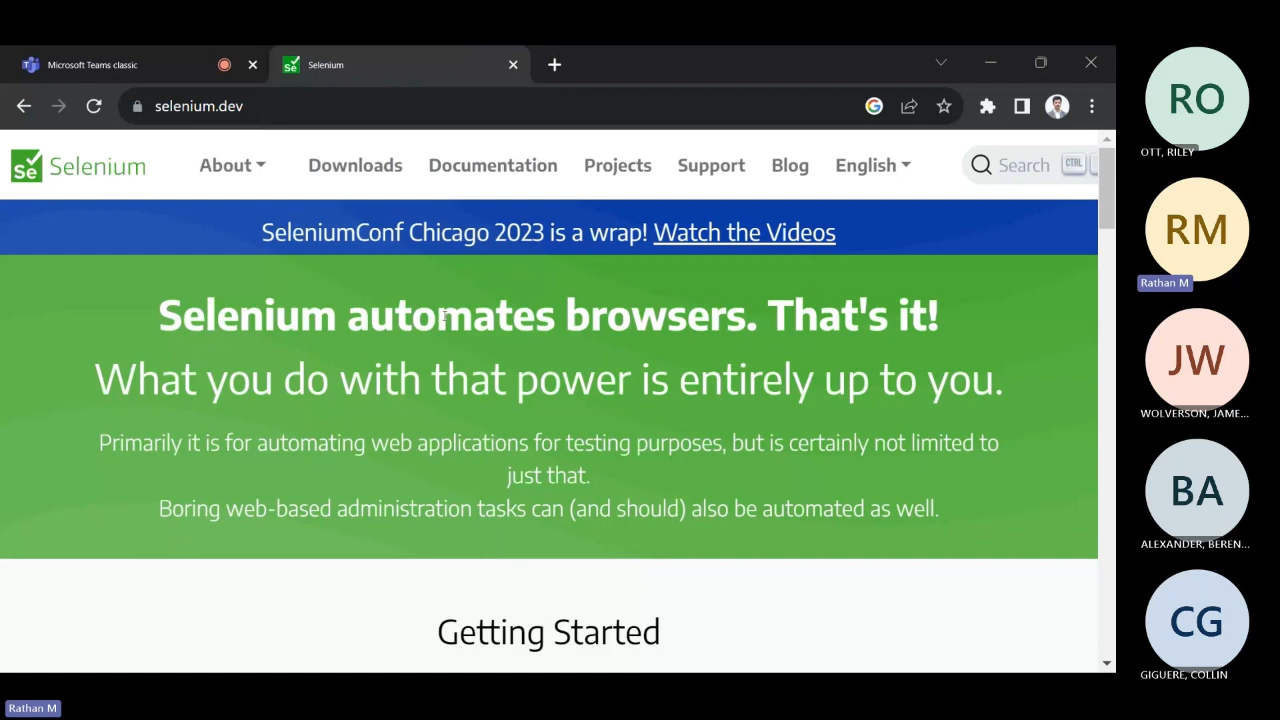 Microsoft Teams classic
Selenium
selenium.dev
Se Selenium
About
Downloads
Documentation
Projects
Support
Blog
English
Search
CTRL
SeleniumConf Chicago 2023 is a wrap! Watch the Videos
Selenium automates browsers. That's it!
What you do with that power is entirely up to you.
Primarily it is for automating web applications for testing purposes, but is certainly not limited to
just that.
Boring web-based administration tasks can (and should) also be automated as well.
Getting Started
RO
OTT, RILEY
RM
Rathan M
JW
WOLVERSON, JAME...
BA
ALEXANDER, BEREN...
CG
GIGUERE, COLLIN
Rathan M